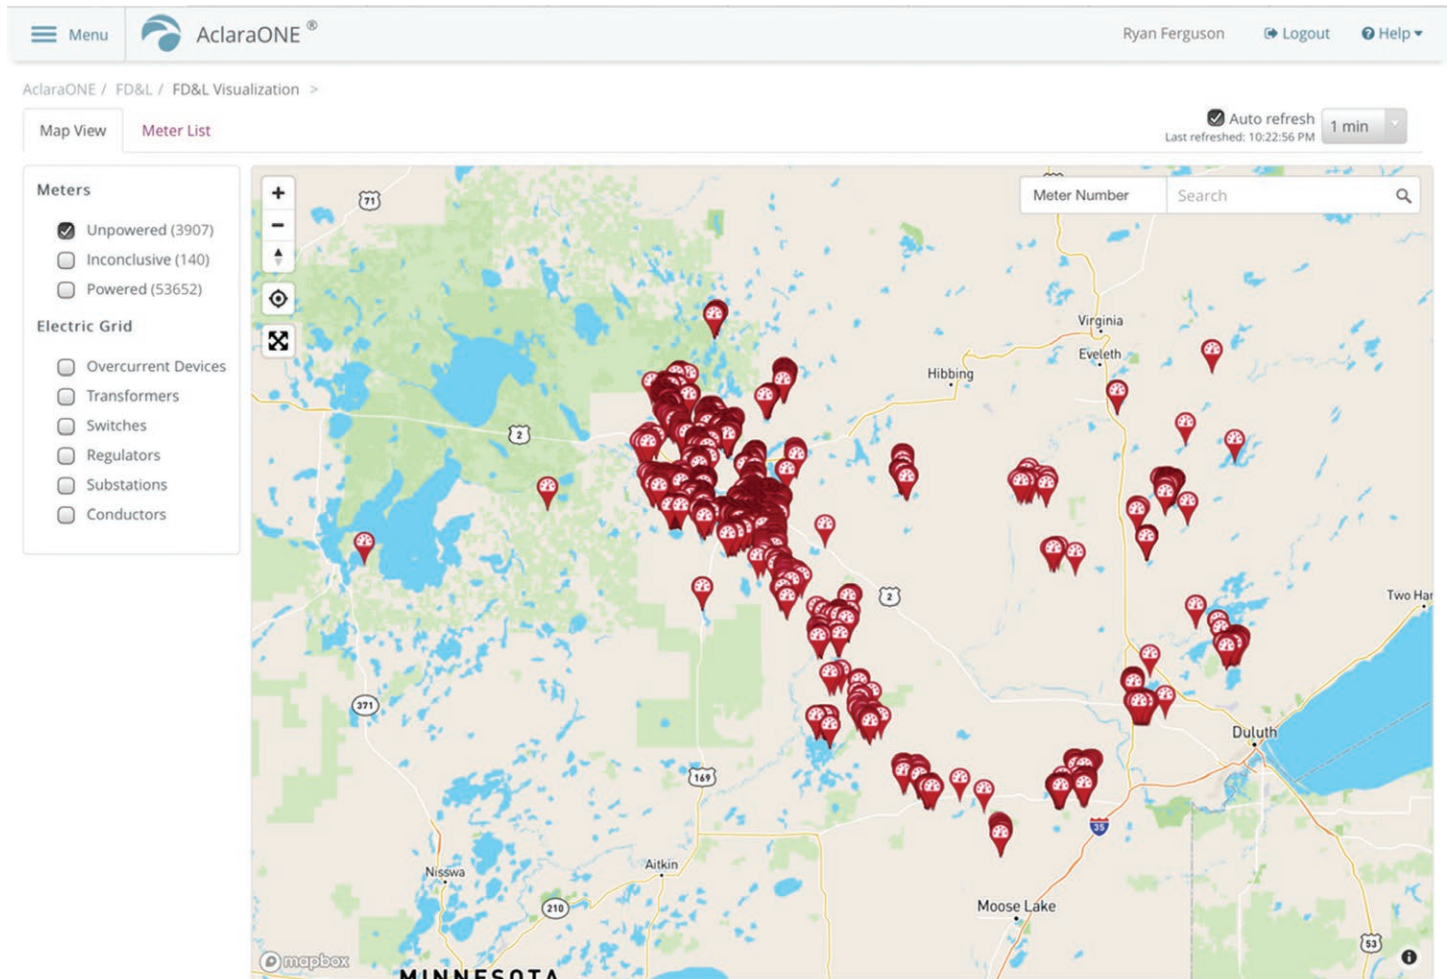 Menu
AclaraONE ®
Ryan Ferguson
Logout
Help
AclaraONE / FD&L / FD&L Visualization >
Map View
Meter List
Auto refresh
Last refreshed: 10:22:56 PM
1 min
Meters
Unpowered (3907)
Inconclusive (140)
Powered (53652)
Electric Grid
Overcurrent Devices
Transformers
Switches
Regulators
Substations
Conductors
Meter Number
Search
71
Virginia
Eveleth
Hibbing
2
2
Two Har
371
Duluth
169
35
Aitkin
Nisswa
210
Moose Lake
53
mapbox
MINNESOTA